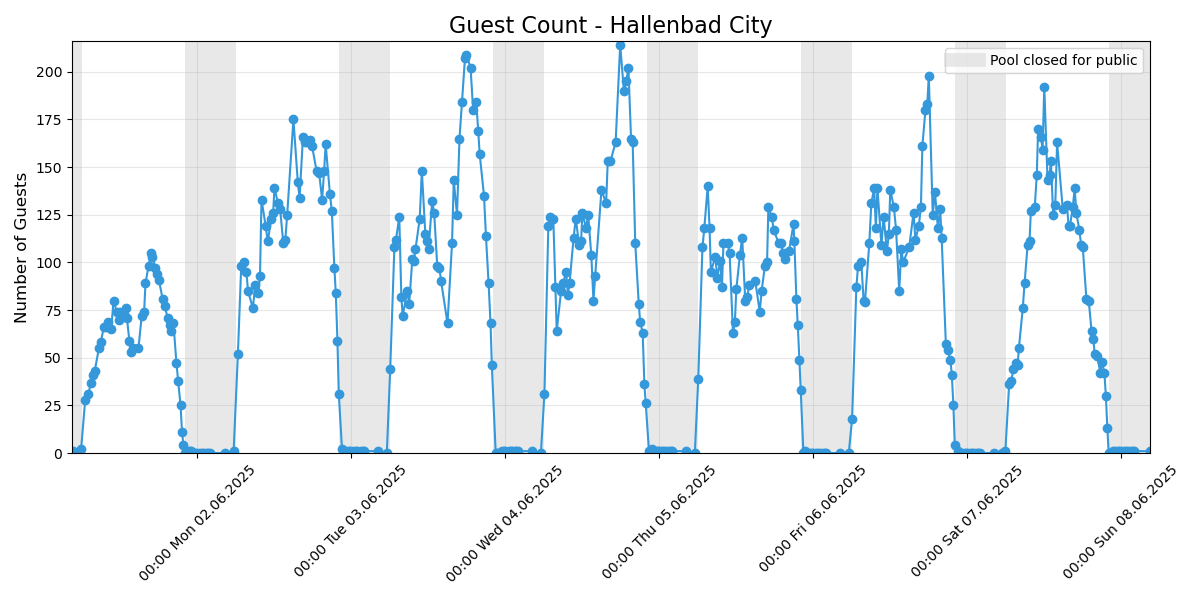 Guest Count - Hallenbad City
Pool closed for public
Number of Guests
200
175
150
125
100
75
50
25
0
00:00 Mon 02.06.2025
00:00 Tue 03.06.2025
00:00 Wed 04.06.2025
00:00 Thu 05.06.2025
00:00 Fri 06.06.2025
00:00 Sat 07.06.2025
00:00 Sun 08.06.2025